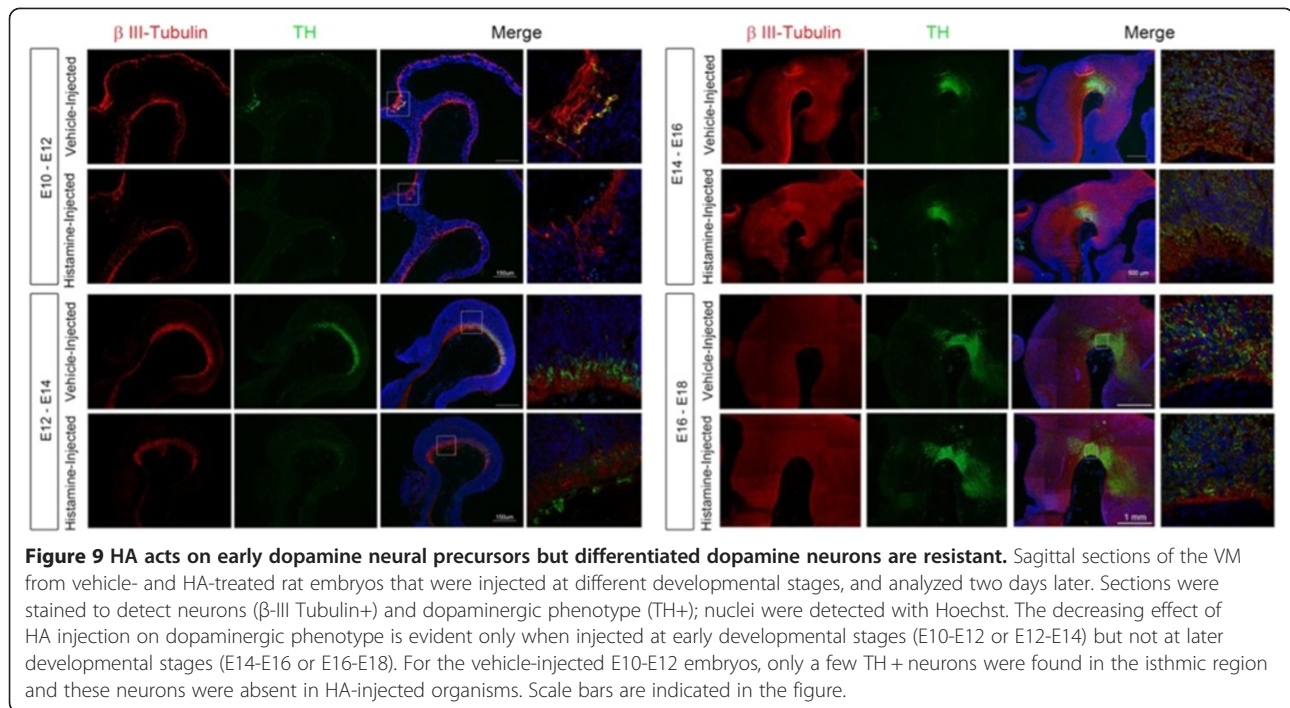 β III-Tubulin TH Merge
β III-Tubulin TH Merge
E10 - E12
Vehicle-Injected
Histamine-Injected
150um
E12 - E14
Vehicle-Injected
Histamine-Injected
150um
E14 - E16
Vehicle-Injected
Histamine-Injected
500 µm
E16 - E18
Vehicle-Injected
Histamine-Injected
1 mm
Figure 9 HA acts on early dopamine neural precursors but differentiated dopamine neurons are resistant. Sagittal sections of the VM
from vehicle- and HA-treated rat embryos that were injected at different developmental stages, and analyzed two days later. Sections were
stained to detect neurons (β-III Tubulin+) and dopaminergic phenotype (TH+); nuclei were detected with Hoechst. The decreasing effect of
HA injection on dopaminergic phenotype is evident only when injected at early developmental stages (E10-E12 or E12-E14) but not at later
developmental stages (E14-E16 or E16-E18). For the vehicle-injected E10-E12 embryos, only a few TH + neurons were found in the isthmic region
and these neurons were absent in HA-injected organisms. Scale bars are indicated in the figure.